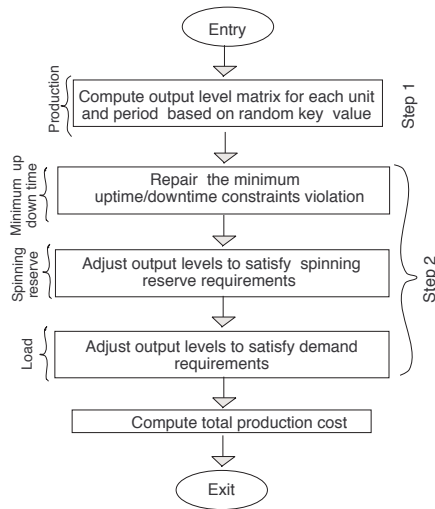 Entry
Production
Compute output level matrix for each unit
and period based on random key value
Step 1
Minimum up
down time
Repair the minimum
uptime/downtime constraints violation
Spinning
reserve
Adjust output levels to satisfy spinning
reserve requirements
Step 2
Load
Adjust output levels to satisfy demand
requirements
Compute total production cost
Exit